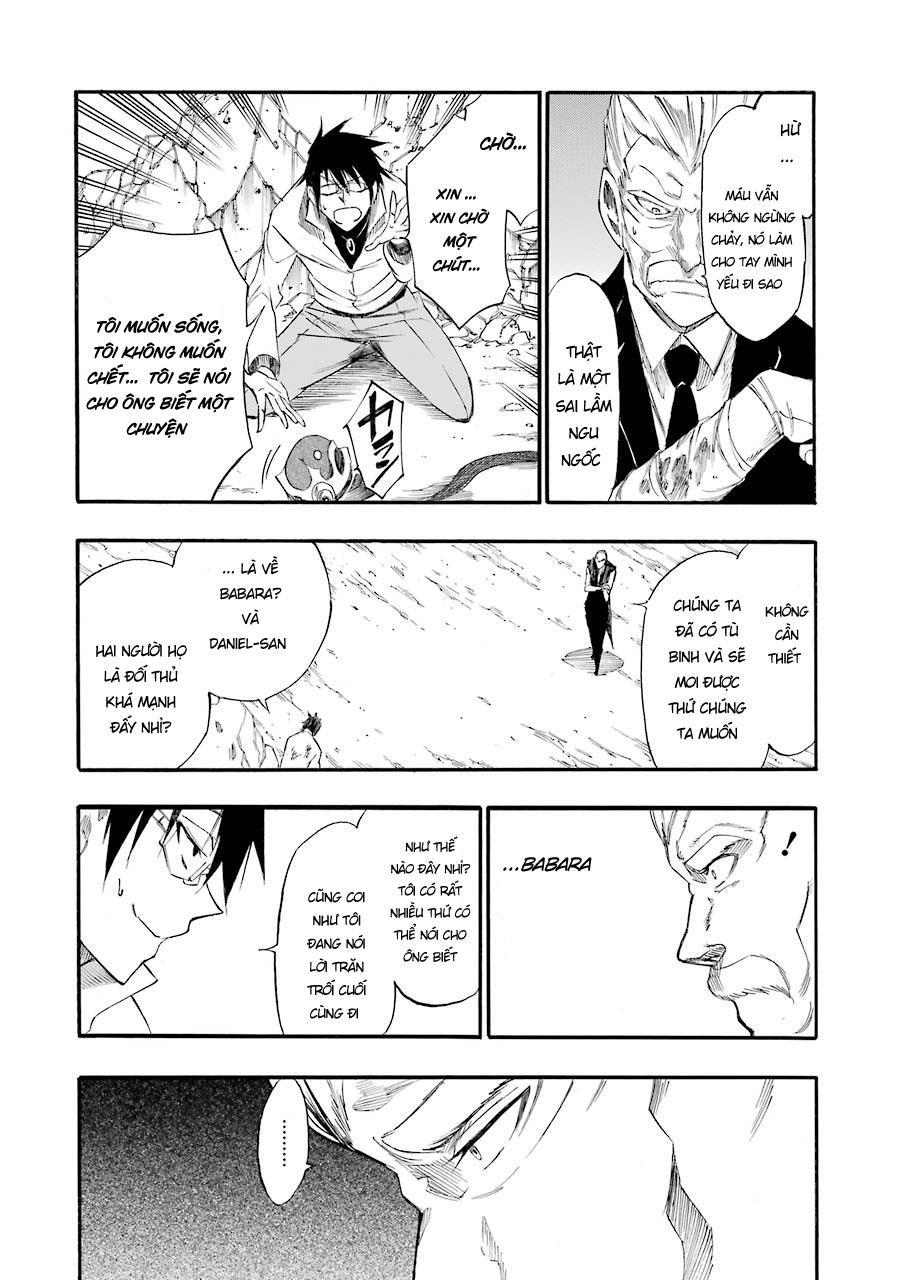 HỪ
...
MÁU VẪN
KHÔNG NGỪNG
CHẢY, NÓ LÀM
CHO TAY MÌNH
YẾU ĐI SAO
THẬT
LÀ MỘT
SAI LẦM
NGU
NGỐC
CHỜ...
XIN ...
XIN CHỜ
MỘT
CHÚT...
TÔI MUỐN SỐNG,
TÔI KHÔNG MUỐN
CHẾT... TÔI SẼ NÓI
CHO ÔNG BIẾT MỘT
CHUYỆN
KHÔNG
CẦN
THIẾT
CHÚNG TA
ĐÃ CÓ TÙ
BINH VÀ SẼ
MOI ĐƯỢC
THỨ CHÚNG
TA MUỐN
... LÀ VỀ
BABARA?
VÀ
DANIEL-SAN
HAI NGƯỜI HỌ
LÀ ĐỐI THỦ
KHÁ MẠNH
ĐẤY NHỈ?
!
...BABARA
NHƯ THẾ
NÀO ĐÂY NHỈ?
TÔI CÓ RẤT
NHIỀU THỨ CÓ
THỂ NÓI CHO
ÔNG BIẾT
CŨNG COI
NHƯ TÔI
ĐANG NÓI
LỜI TRĂN
TRỐI CUỐI
CÙNG ĐI
.........